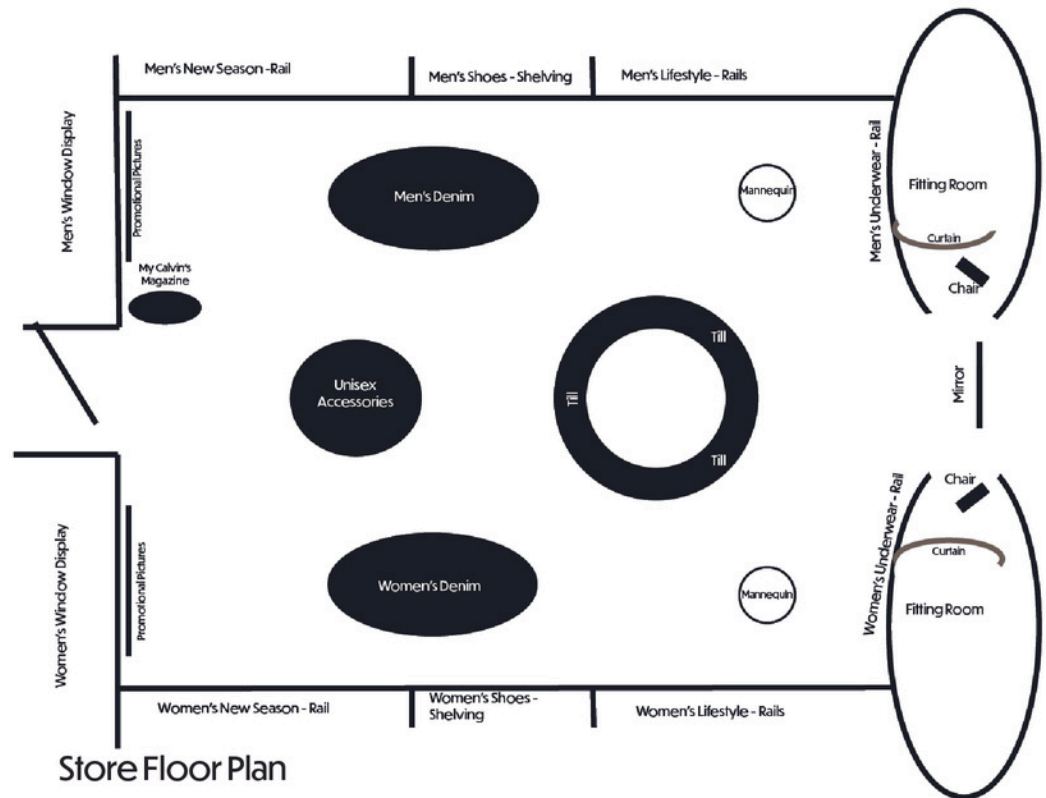 Men's New Season -Rail
Men's Shoes - Shelving
Men's Lifestyle - Rails
Men's Window Display
Promotional Pictures
Men's Denim
Mannequin
Men's Underwear - Rail
Fitting Room
Curtain
Chair
My Calvin's
Magazine
Unisex
Accessories
Till
Till
Till
Mirror
Chair
Women's Window Display
Promotional Pictures
Women's Denim
Mannequin
Women's Underwear - Rail
Curtain
Fitting Room
Women's New Season - Rail
Women's Shoes -
Shelving
Women's Lifestyle - Rails
Store Floor Plan